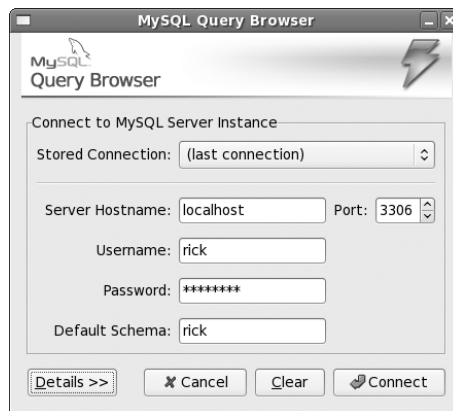 MySQL Query Browser
MySQL
Query Browser
Connect to MySQL Server Instance
Stored Connection: (last connection)
Server Hostname: localhost Port: 3306
Username: rick
Password: ********
Default Schema: rick
Details >> Cancel Clear Connect